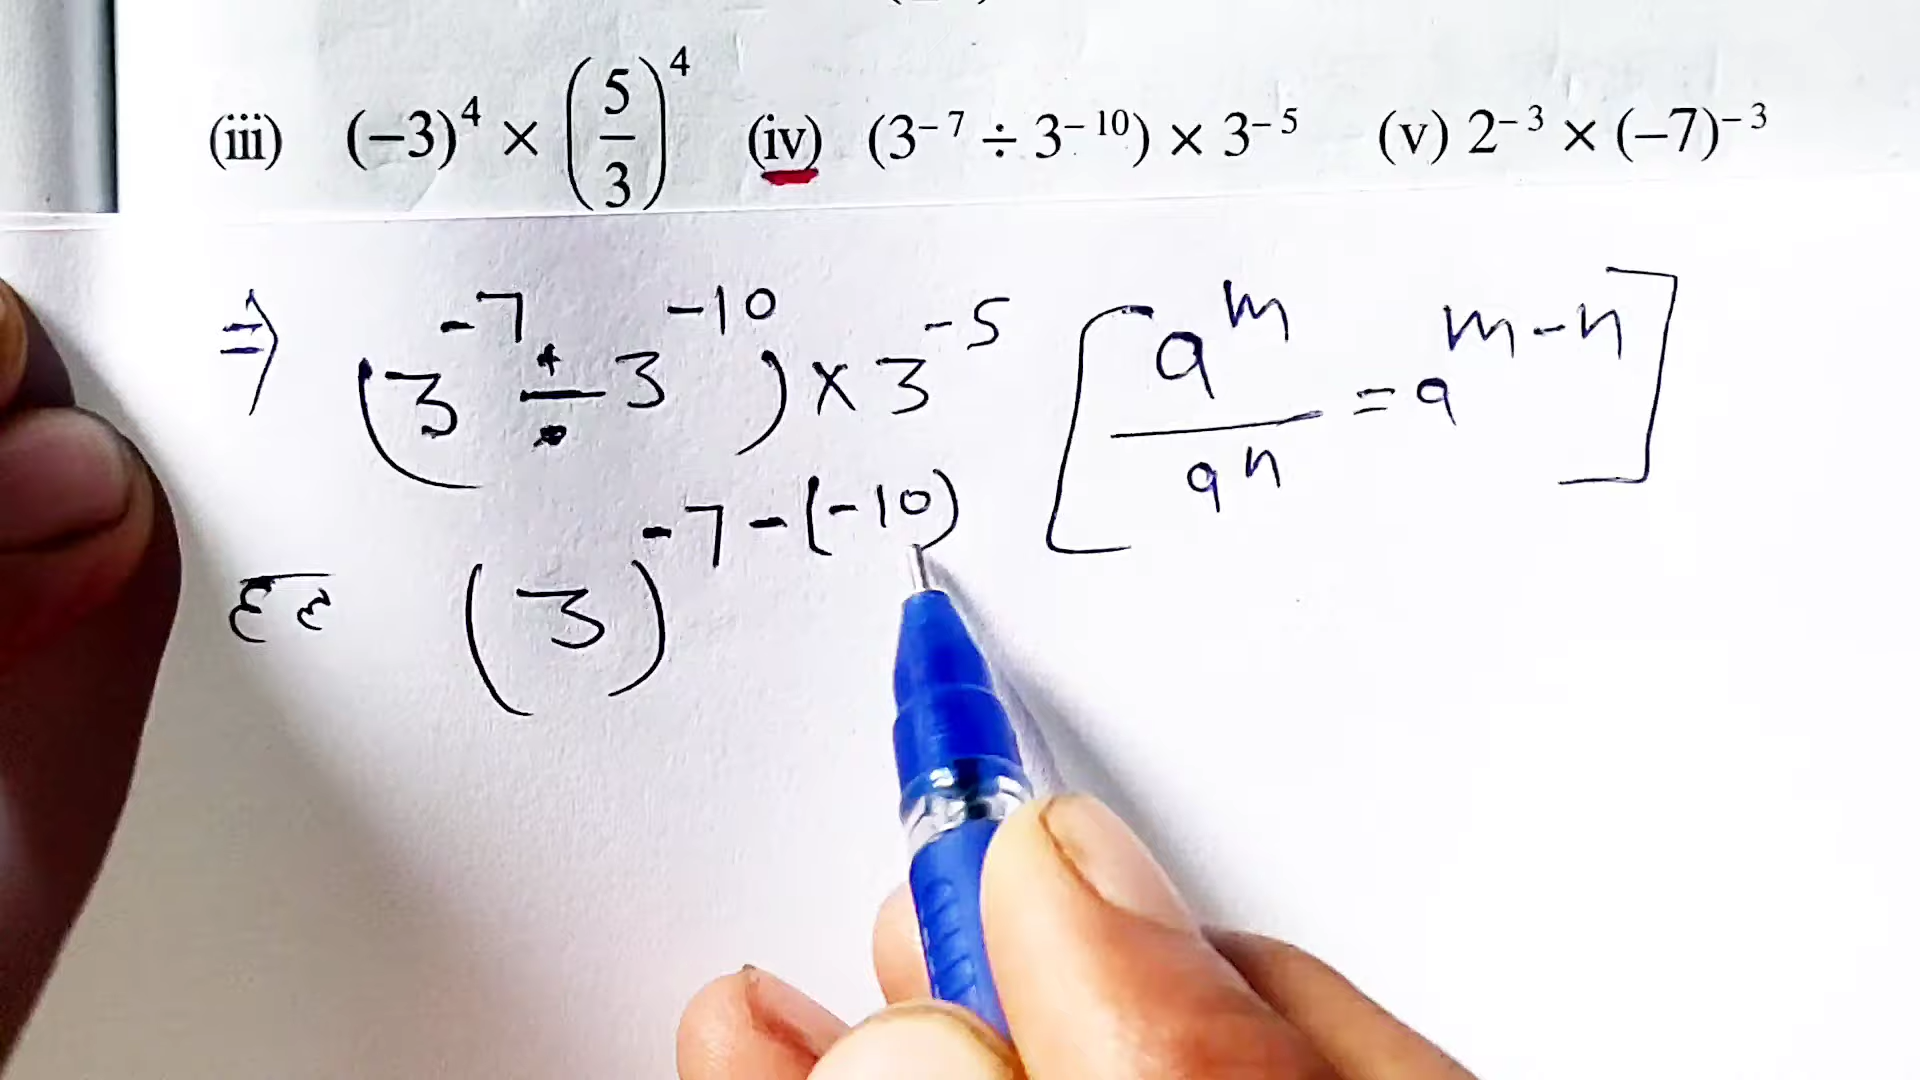 (iii) (−3)⁴ × (5/3)⁴ (iv) (3⁻⁷ ÷ 3⁻¹⁰) × 3⁻⁵ (v) 2⁻³ × (−7)⁻³
⇒ (3⁻⁷ ÷ 3⁻¹⁰) × 3⁻⁵ [aᵐ/aⁿ = aᵐ⁻ⁿ]
(3)^-7-(-10)